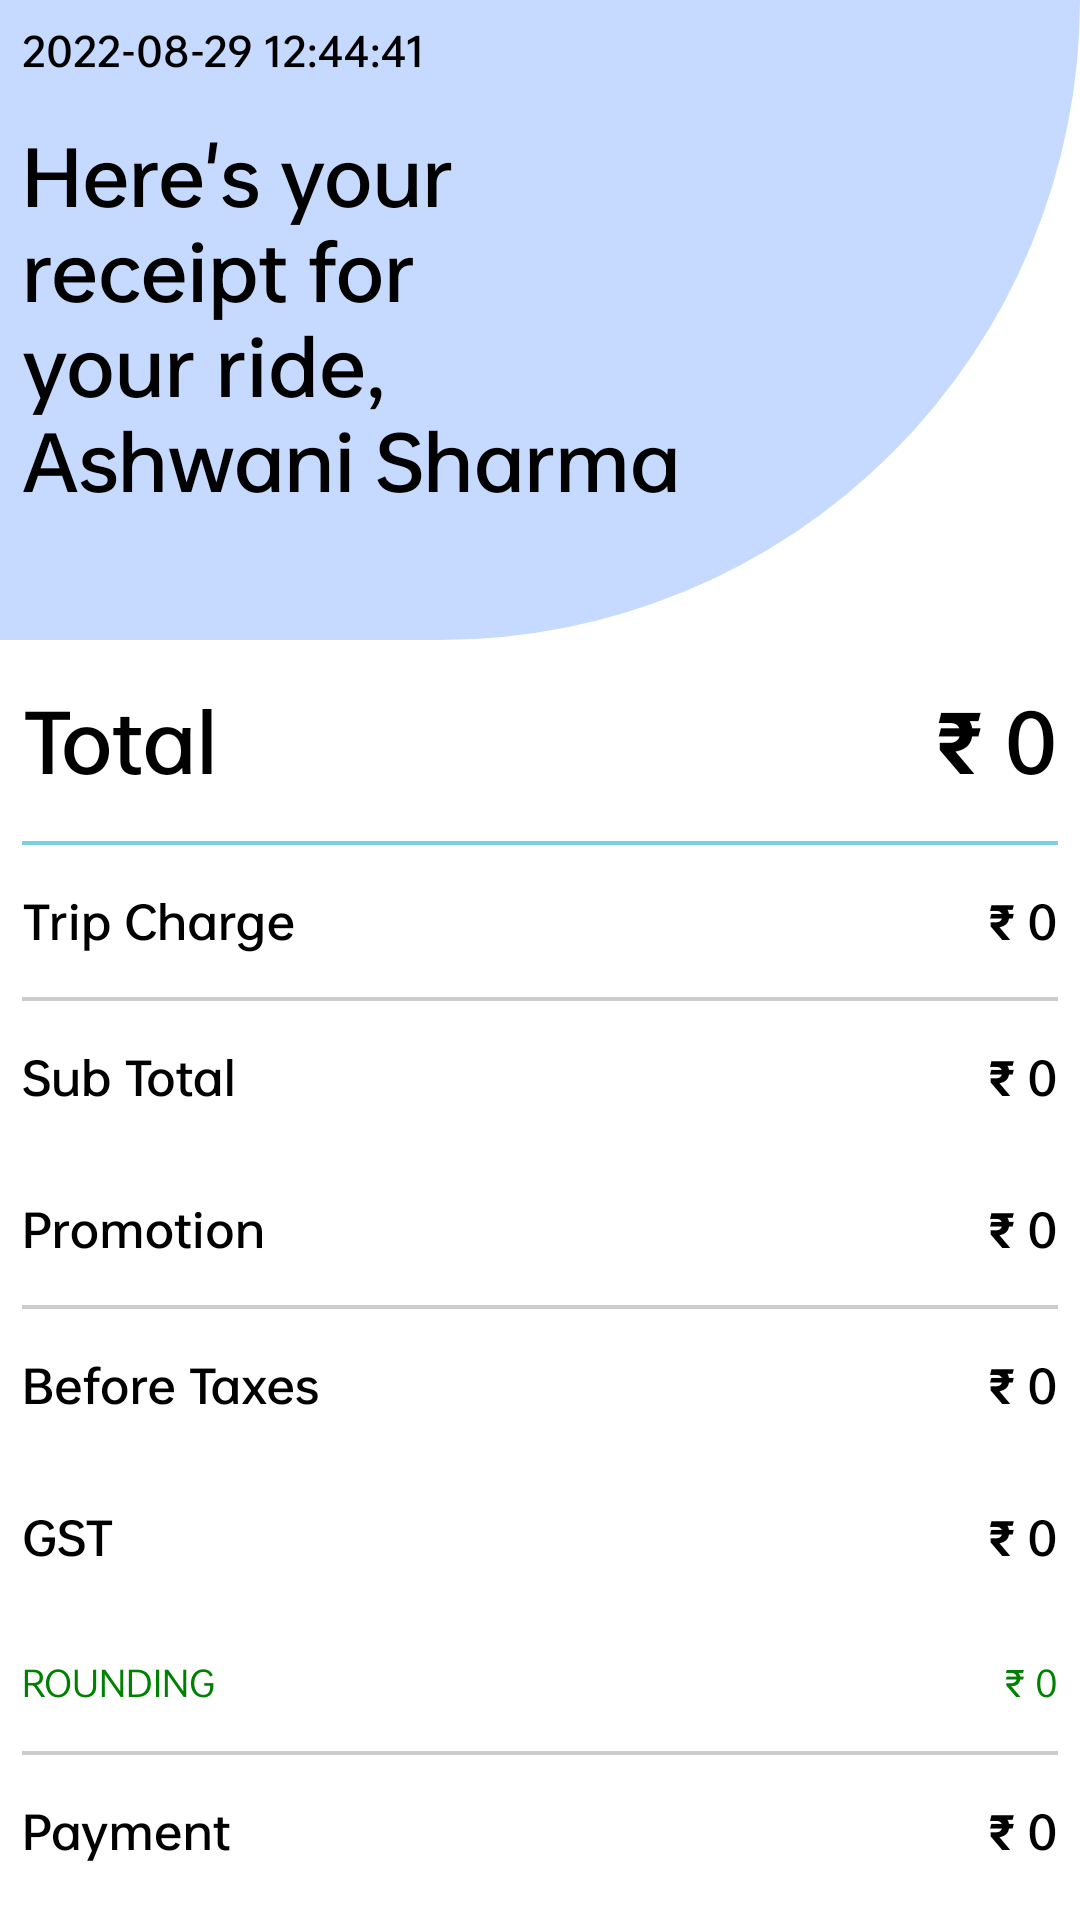 2022-08-29 12:44:41
Here's your
receipt for
your ride,
Ashwani Sharma
Total ₹ 0
Trip Charge ₹ 0
Sub Total ₹ 0
Promotion ₹ 0
Before Taxes ₹ 0
GST ₹ 0
ROUNDING ₹ 0
Payment ₹ 0